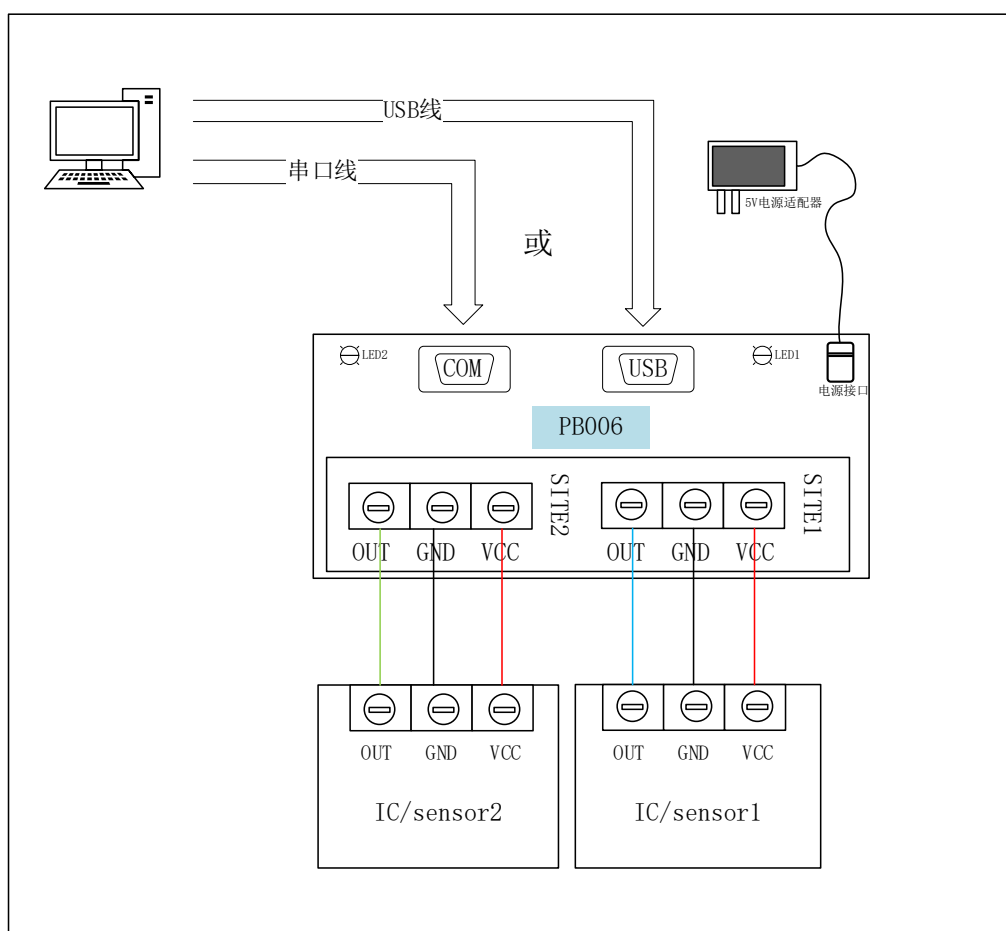 USB线
串口线
5V电源适配器
或
LED2
COM
USB
LED1
电源接口
PB006
SITE2
SITE1
OUT GND VCC
OUT GND VCC
OUT GND VCC
OUT GND VCC
IC/sensor2
IC/sensor1